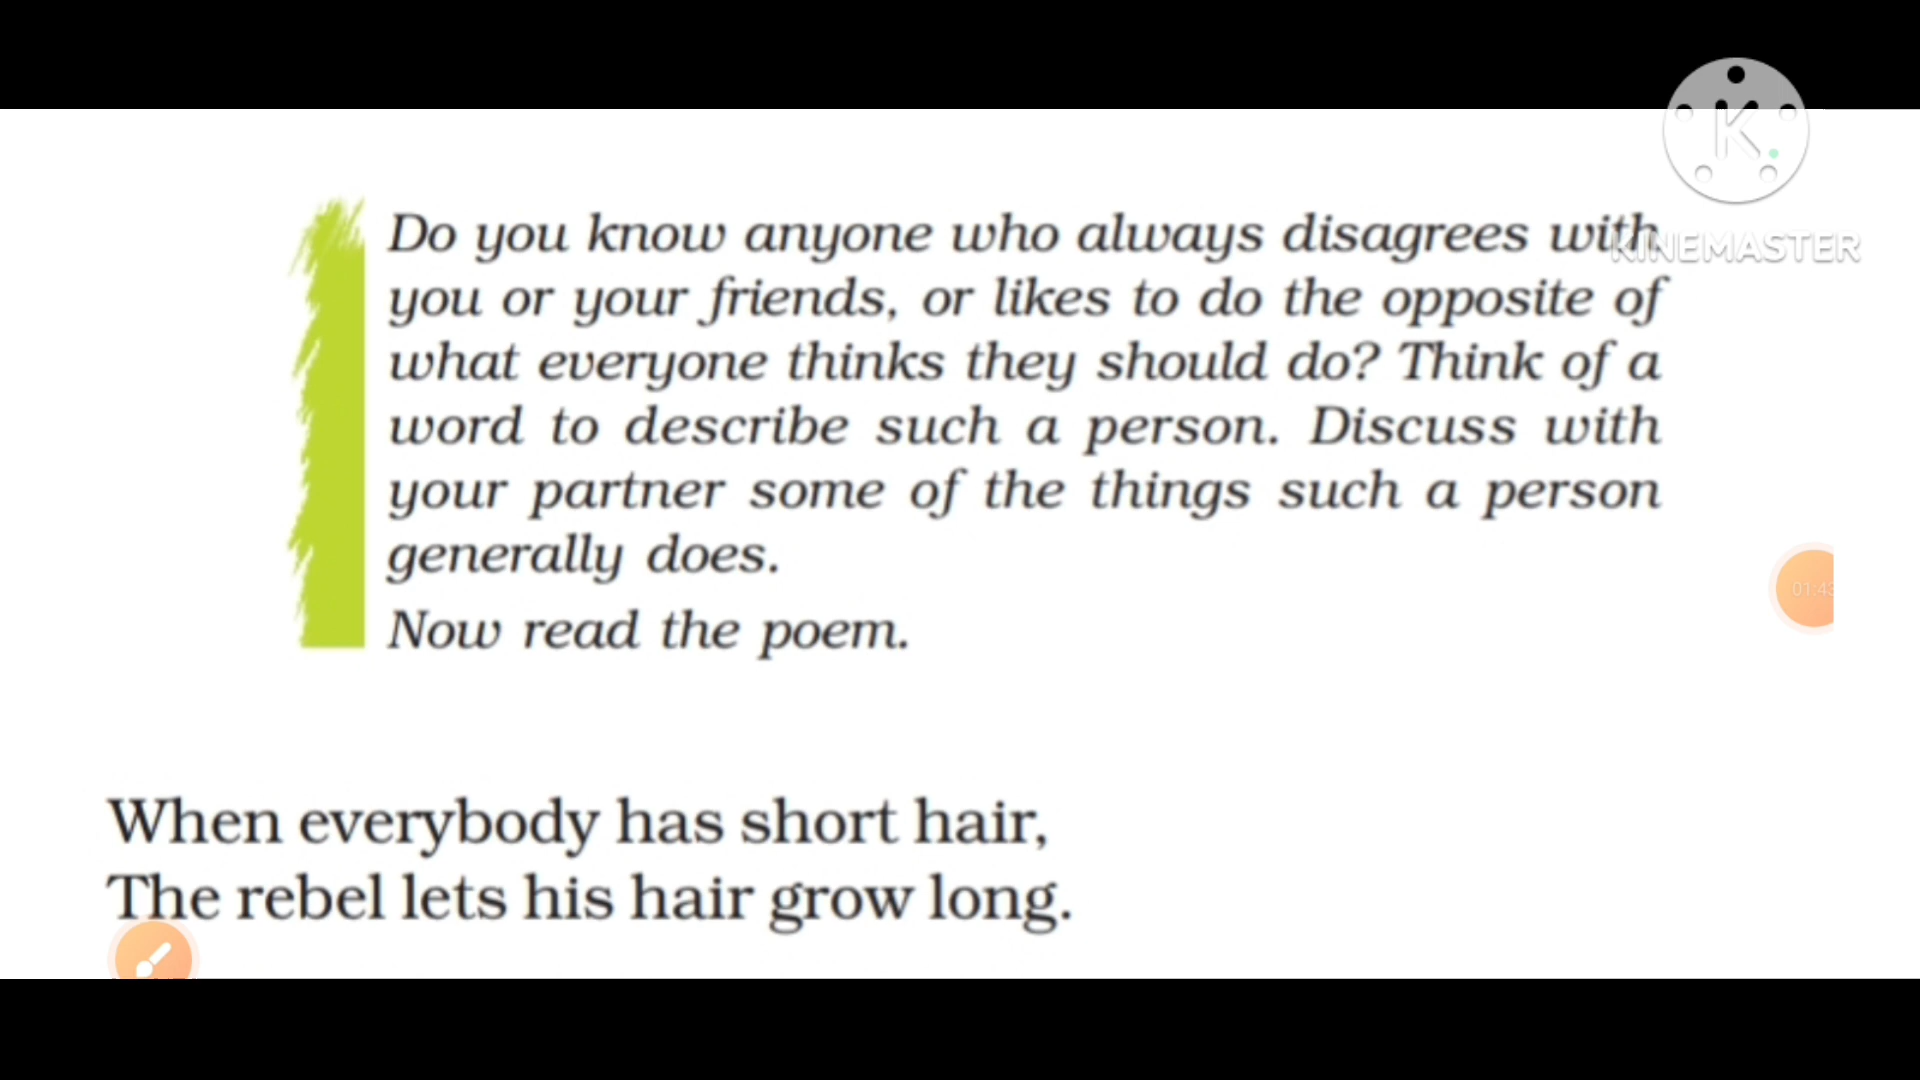 Do you know anyone who always disagrees with
you or your friends, or likes to do the opposite of
what everyone thinks they should do? Think of a
word to describe such a person. Discuss with
your partner some of the things such a person
generally does.
Now read the poem.
When everybody has short hair,
The rebel lets his hair grow long.
K
KINEMASTER
01:43